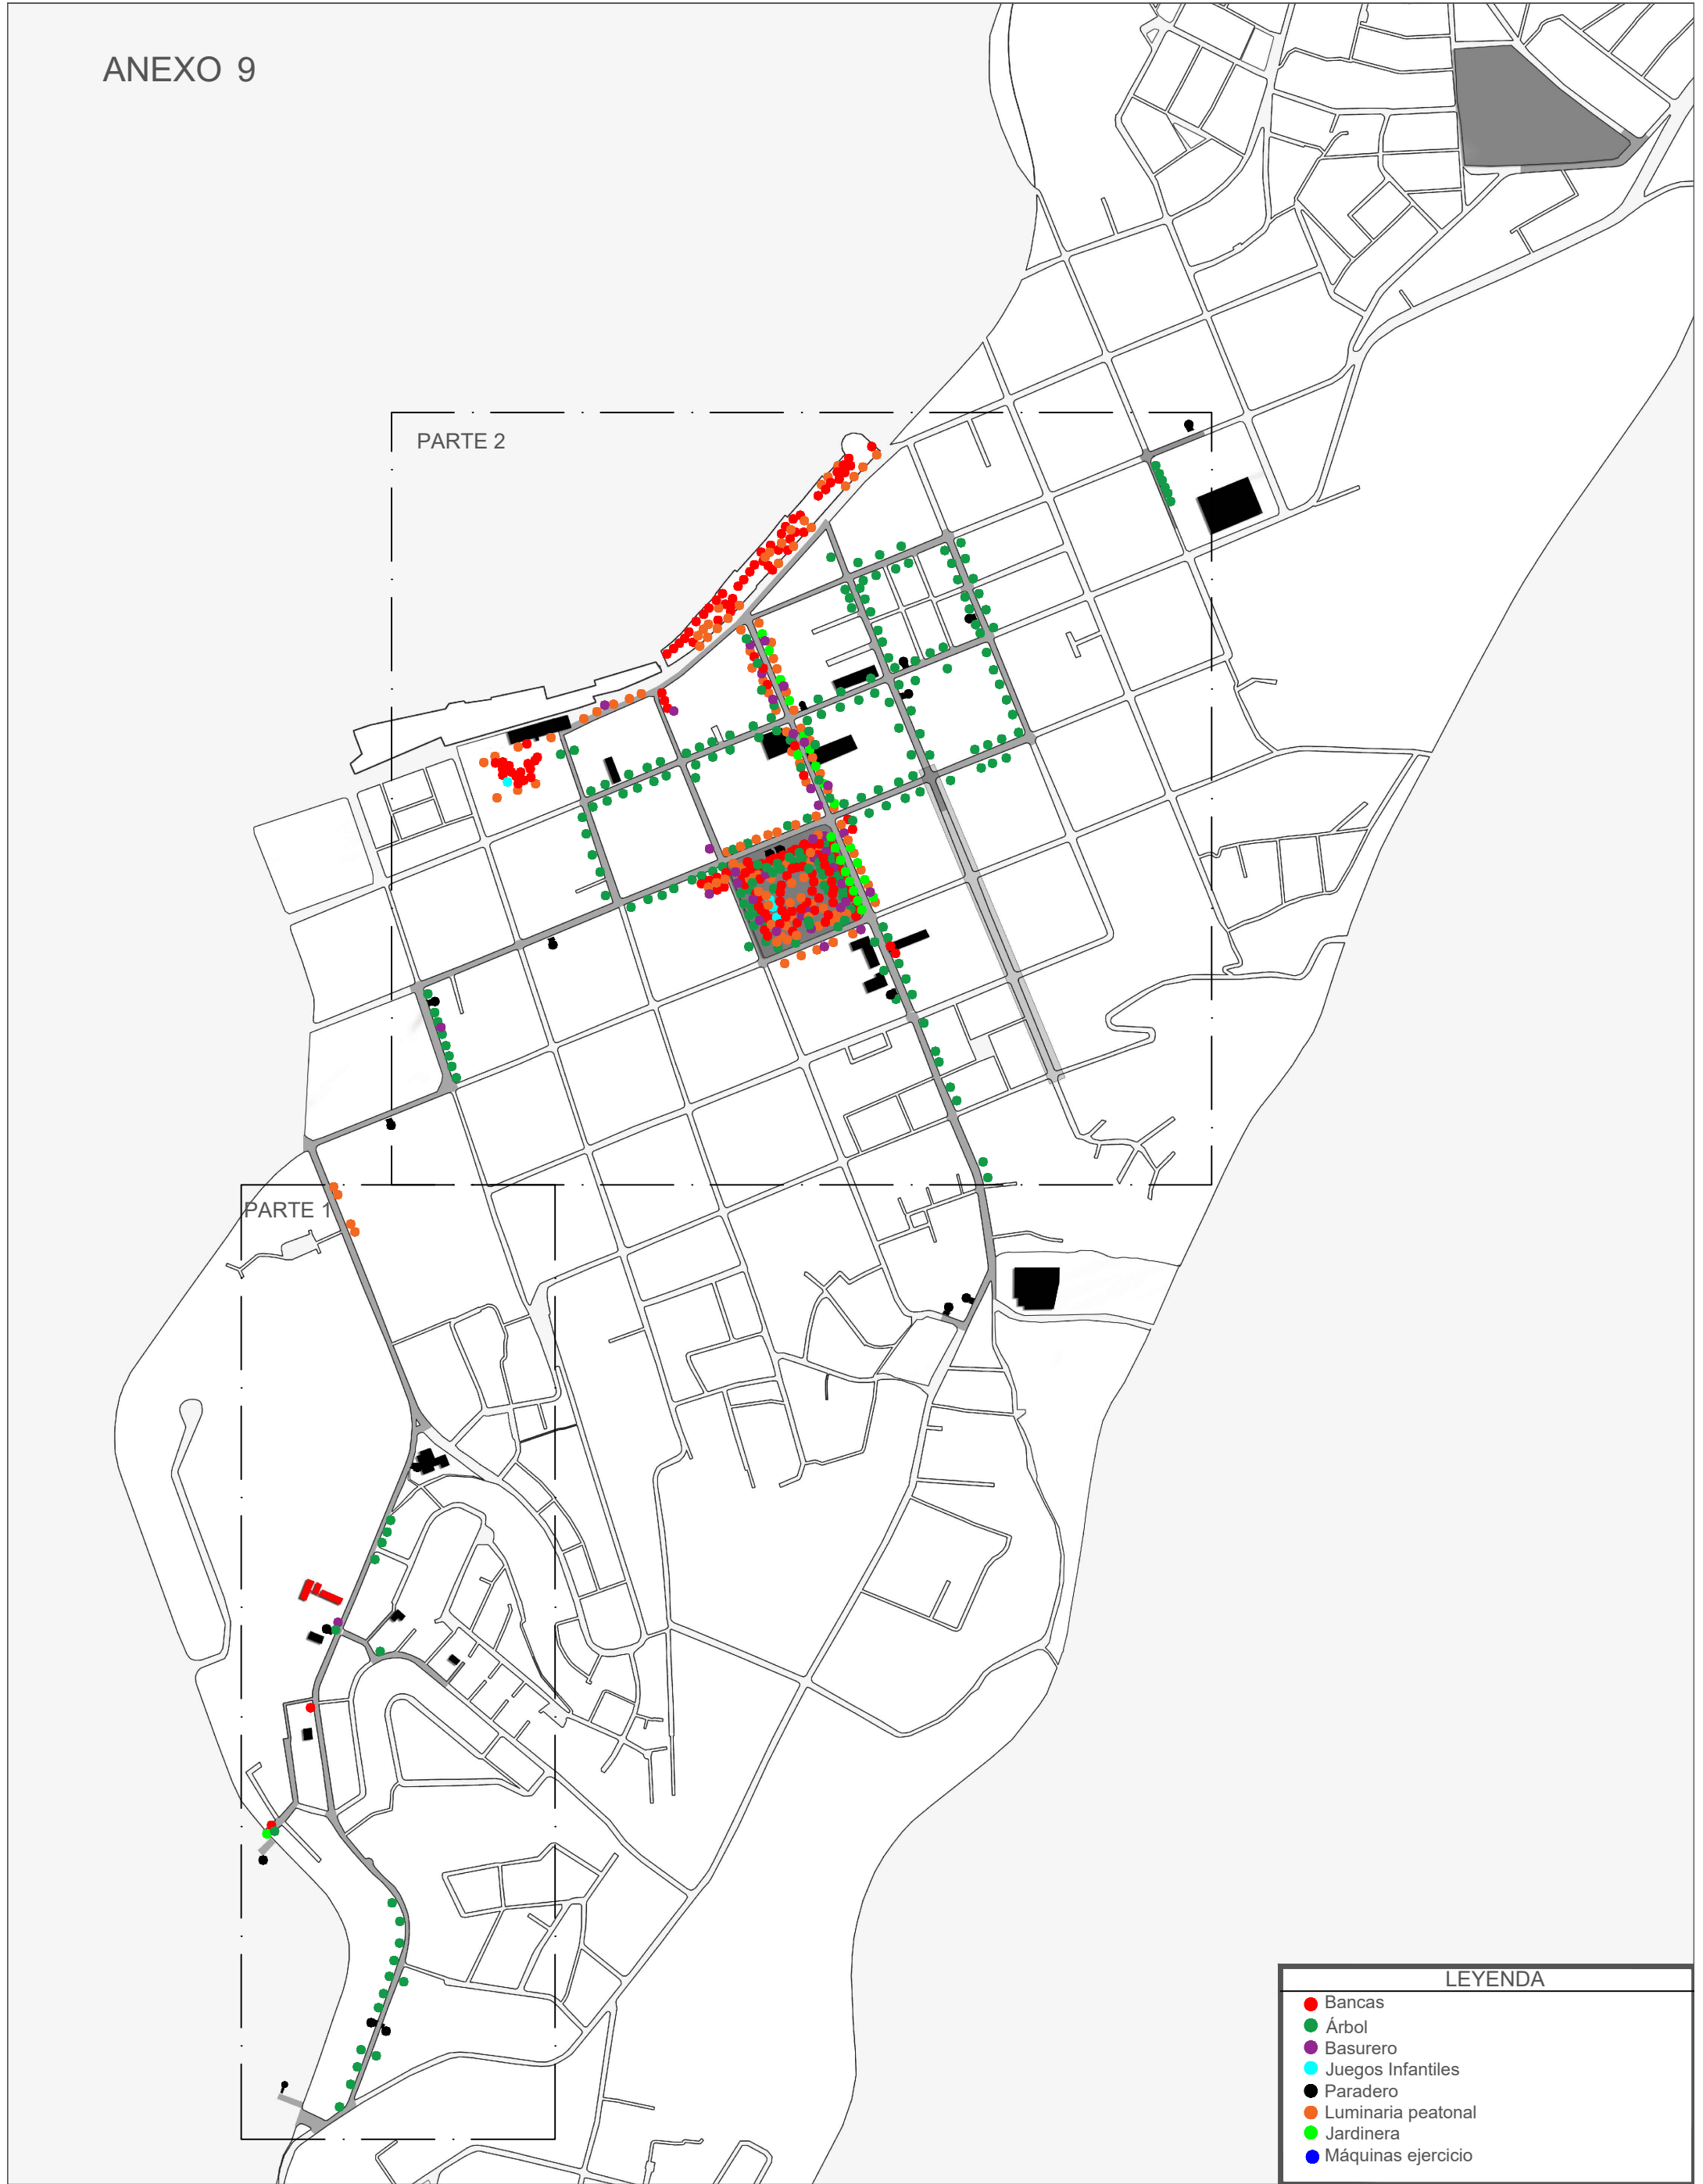 ANEXO 9
PARTE 2
PARTE 1
LEYENDA
Bancas
Árbol
Basurero
Juegos Infantiles
Paradero
Luminaria peatonal
Jardinera
Máquinas ejercicio